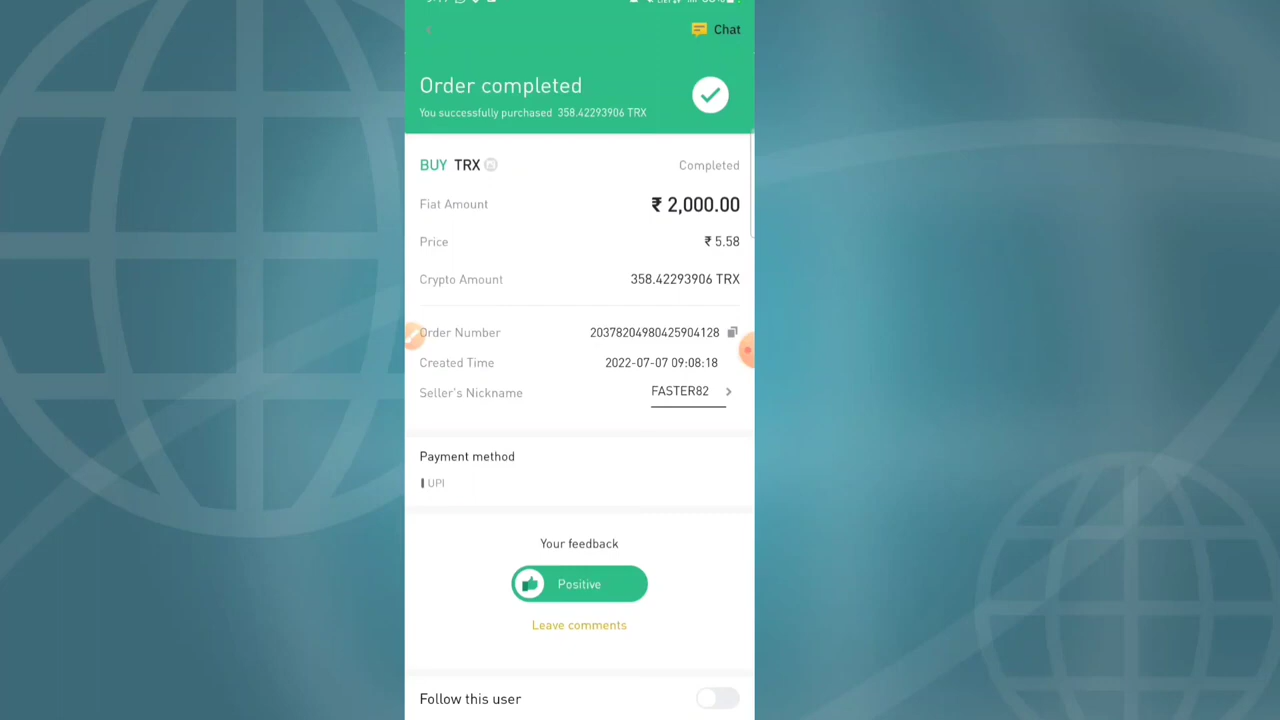 Chat
Order completed
You successfully purchased 358.42293906 TRX
BUY TRX Completed
Fiat Amount ₹ 2,000.00
Price ₹ 5.58
Crypto Amount 358.42293906 TRX
Order Number 20378204980425904128
Created Time 2022-07-07 09:08:18
Seller's Nickname FASTER82
Payment method
UPI
Your feedback
Positive
Leave comments
Follow this user